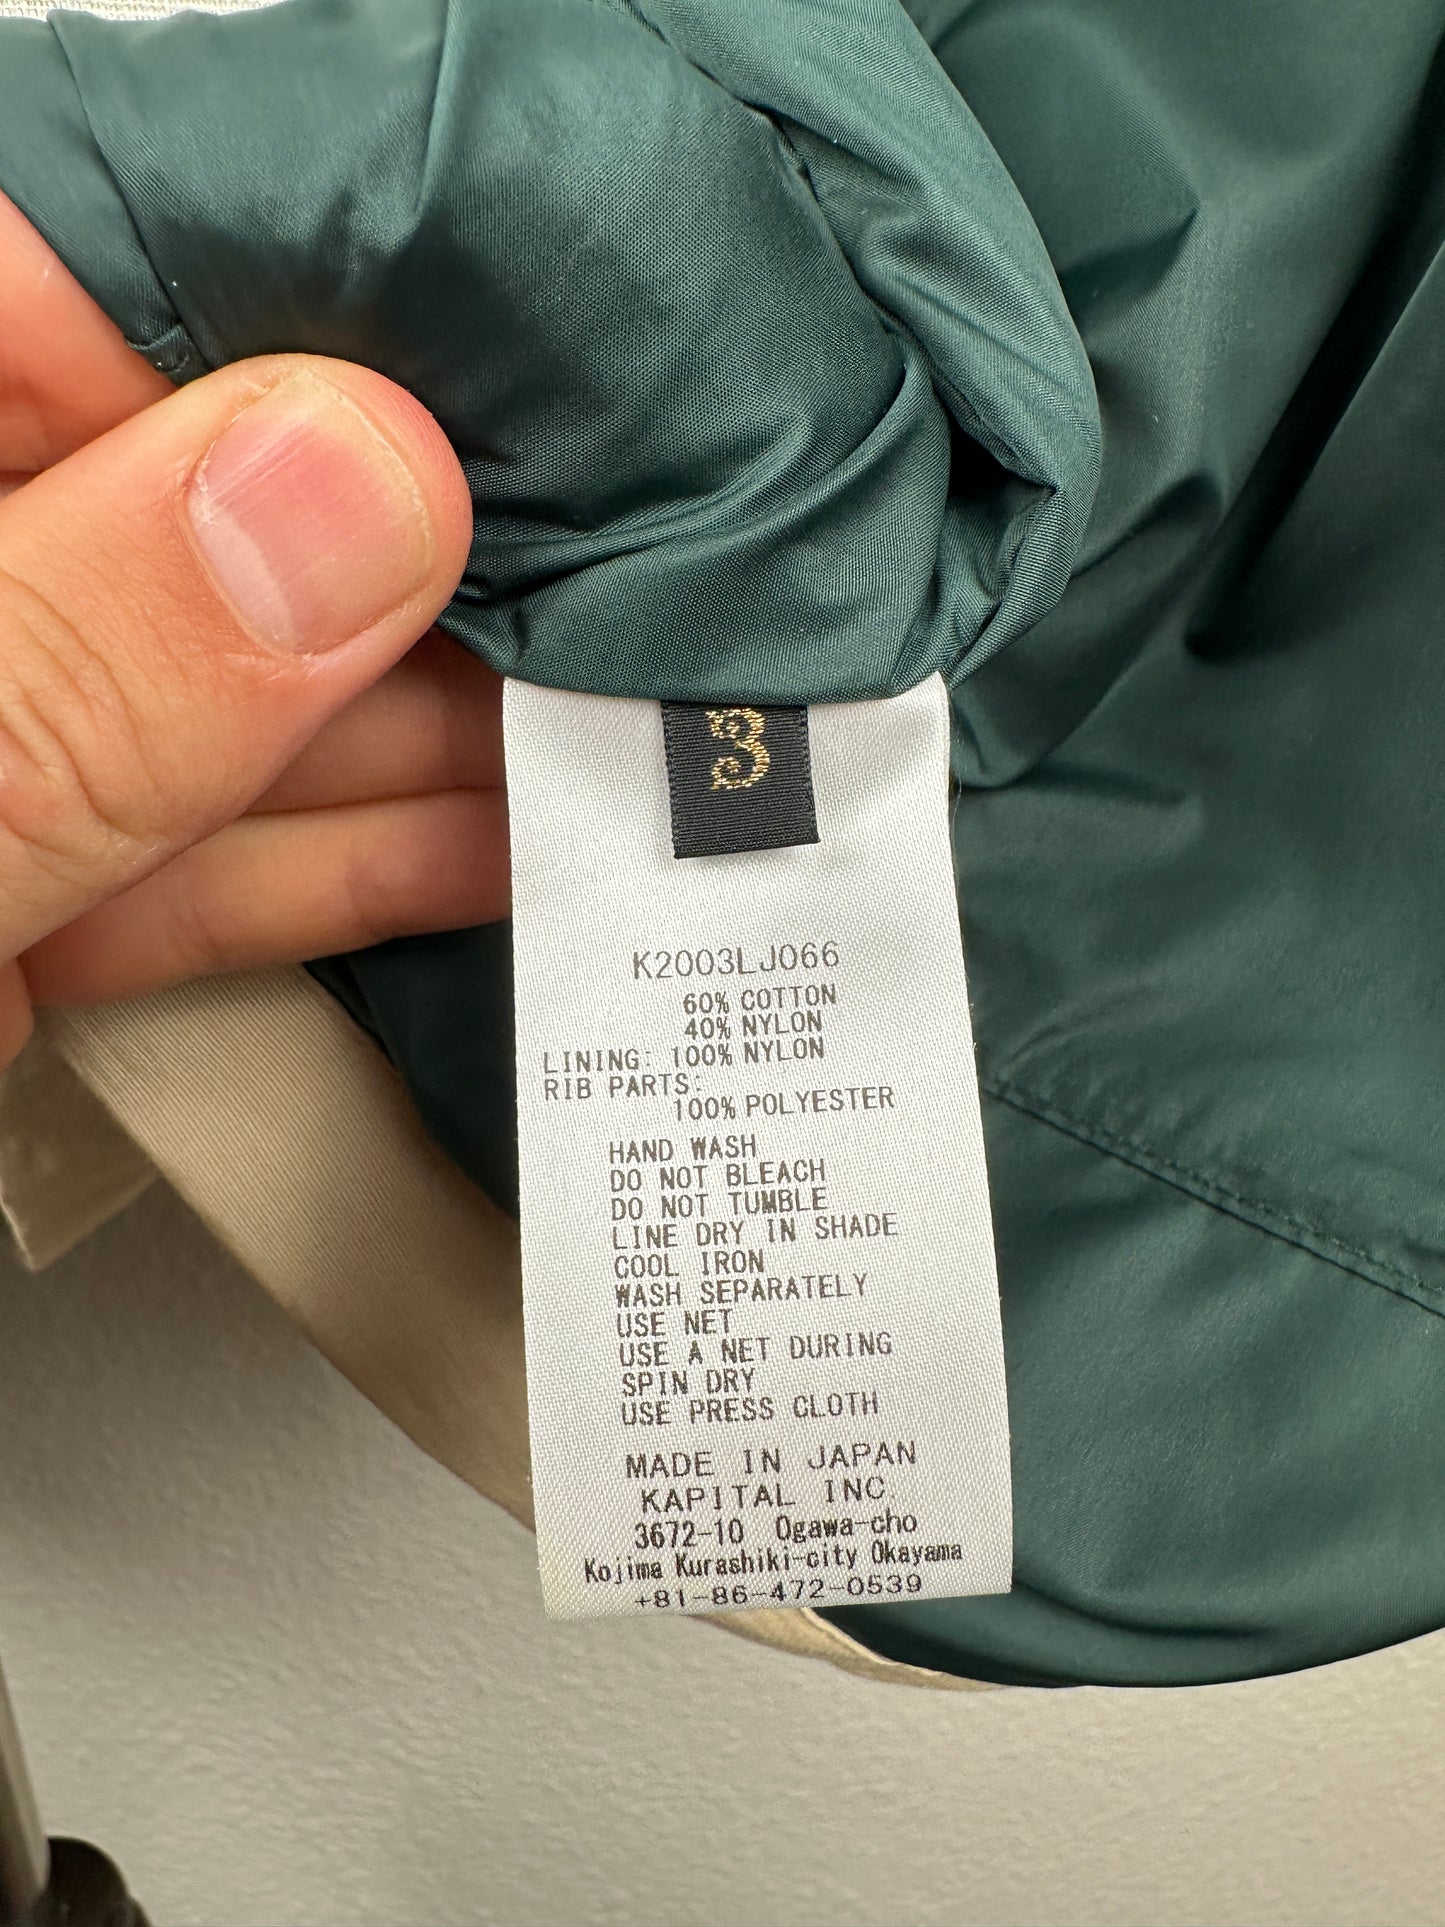 3
K2003LJ066
60% COTTON
40% NYLON
LINING: 100% NYLON
RIB PARTS:
100% POLYESTER
HAND WASH
DO NOT BLEACH
DO NOT TUMBLE
LINE DRY IN SHADE
COOL IRON
WASH SEPARATELY
USE NET
USE A NET DURING
SPIN DRY
USE PRESS CLOTH
MADE IN JAPAN
KAPITAL INC.
3672-10 Ogawa-cho
Kojima Kurashiki-city Okayama
+81-86-472-0539